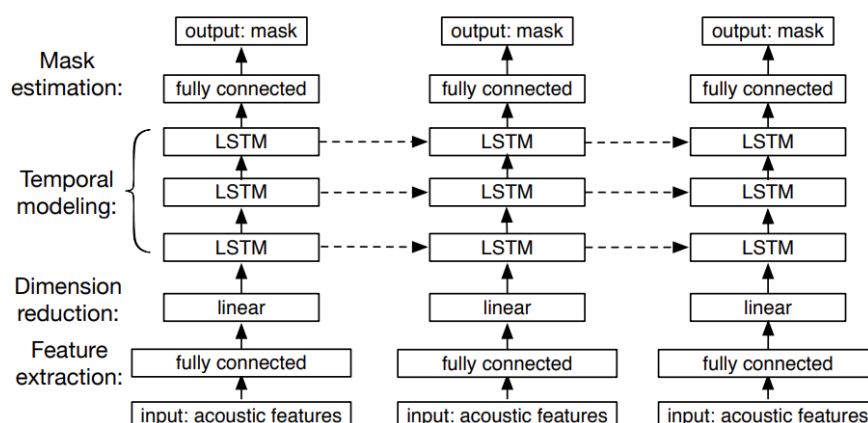 output: mask output: mask output: mask
Mask
estimation:
fully connected fully connected fully connected
LSTM LSTM LSTM
Temporal
modeling:
LSTM LSTM LSTM
LSTM LSTM LSTM
Dimension
reduction:
linear linear linear
Feature
extraction:
fully connected fully connected fully connected
input: acoustic features input: acoustic features input: acoustic features